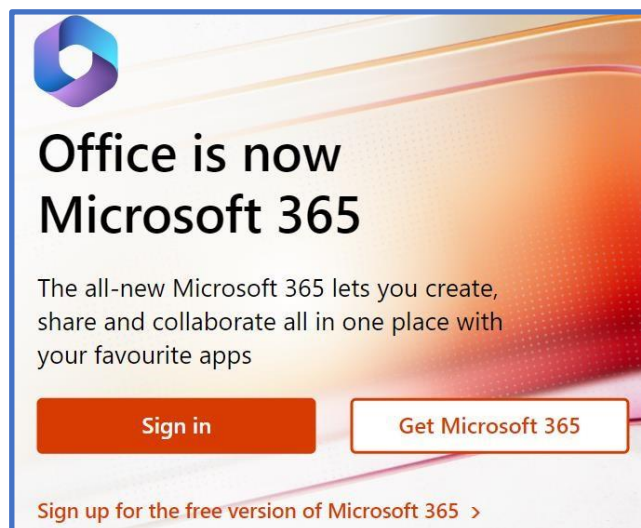 Office is now
Microsoft 365
The all-new Microsoft 365 lets you create,
share and collaborate all in one place with
your favourite apps
Sign in
Get Microsoft 365
Sign up for the free version of Microsoft 365 >